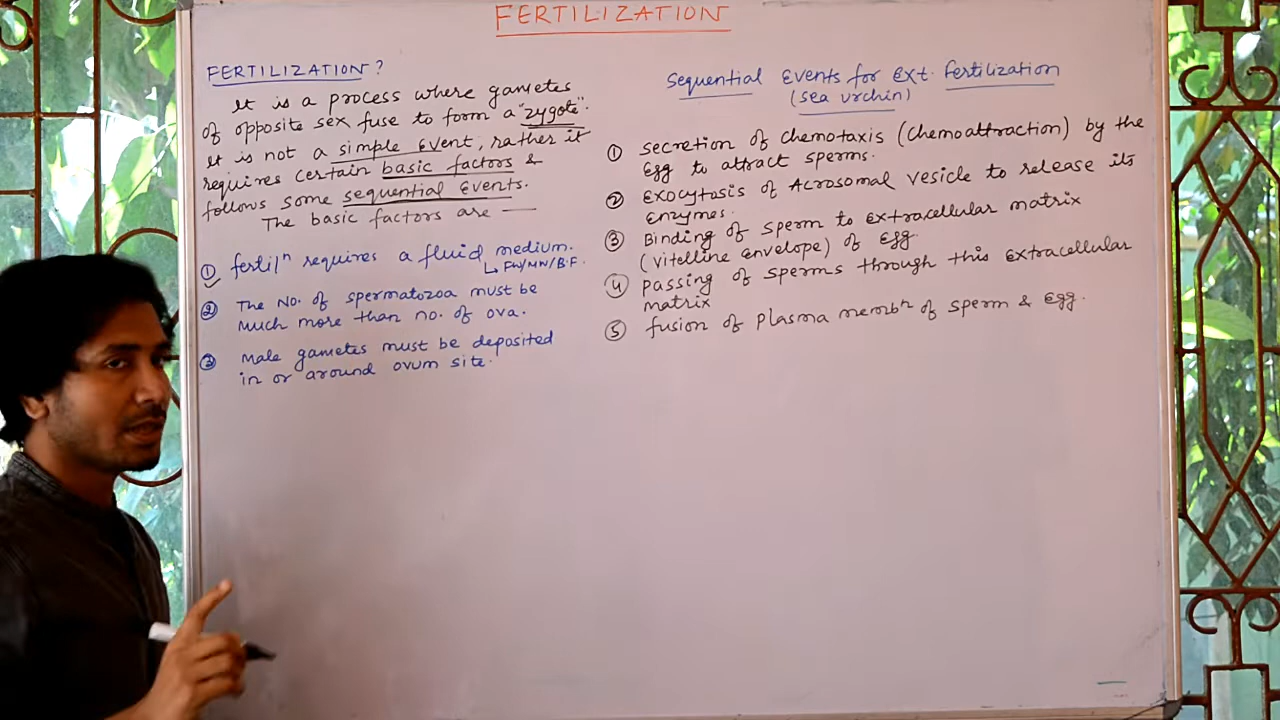 FERTILIZATION
FERTILIZATION?
It is a process where gametes
of opposite sex fuse to form a "zygote".
It is not a simple event, rather it
requires certain basic factors &
follows some sequential events.
The basic factors are —
① fertilⁿ requires a fluid medium.
↳ FW/MW/B.F.
② The No. of spermatozoa must be
much more than no. of ova.
③ Male gametes must be deposited
in or around ovum site.
Sequential Events for Ext. fertilization
(sea urchin)
① secretion of chemotaxis (chemoattraction) by the
Egg to attract sperms.
② Exocytosis of Acrosomal vesicle to release its
enzymes.
③ Binding of sperm to extracellular matrix
(vitelline envelope) of Egg.
④ passing of sperms through this extracellular
matrix
⑤ fusion of plasma membⁿ of sperm & Egg.